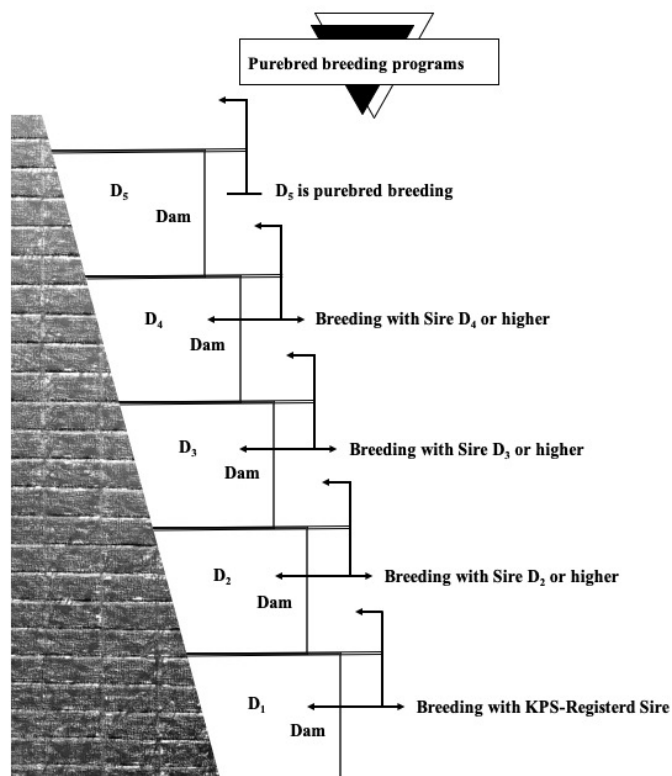 Purebred breeding programs
D₅
Dam
D₅ is purebred breeding
D₄
Dam
Breeding with Sire D₄ or higher
D₃
Dam
Breeding with Sire D₃ or higher
D₂
Dam
Breeding with Sire D₂ or higher
D₁
Dam
Breeding with KPS-Registerd Sire